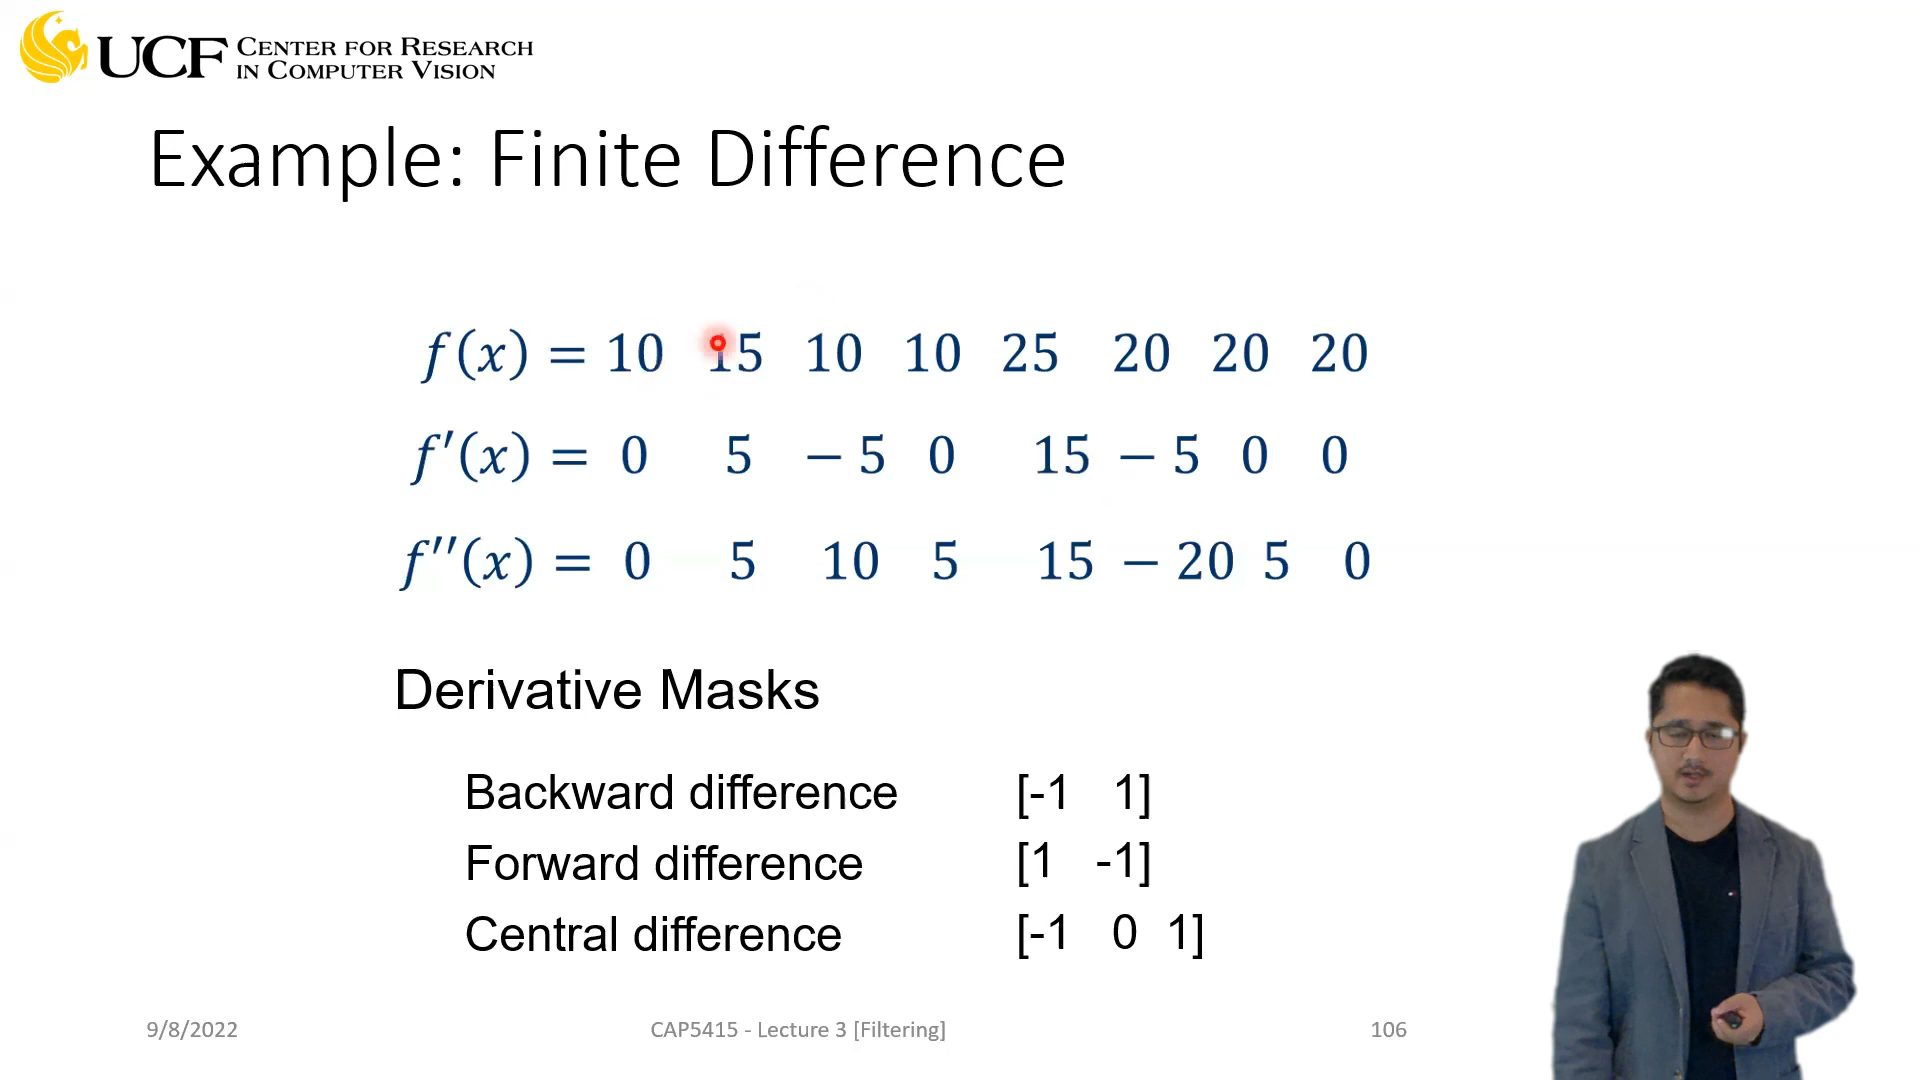 UCF CENTER FOR RESEARCH
IN COMPUTER VISION
Example: Finite Difference
f(x) = 10 15 10 10 25 20 20 20
f′(x) = 0 5 − 5 0 15 − 5 0 0
f′′(x) = 0 5 10 5 15 − 20 5 0
Derivative Masks
Backward difference [-1 1]
Forward difference [1 -1]
Central difference [-1 0 1]
9/8/2022 CAP5415 - Lecture 3 [Filtering] 106